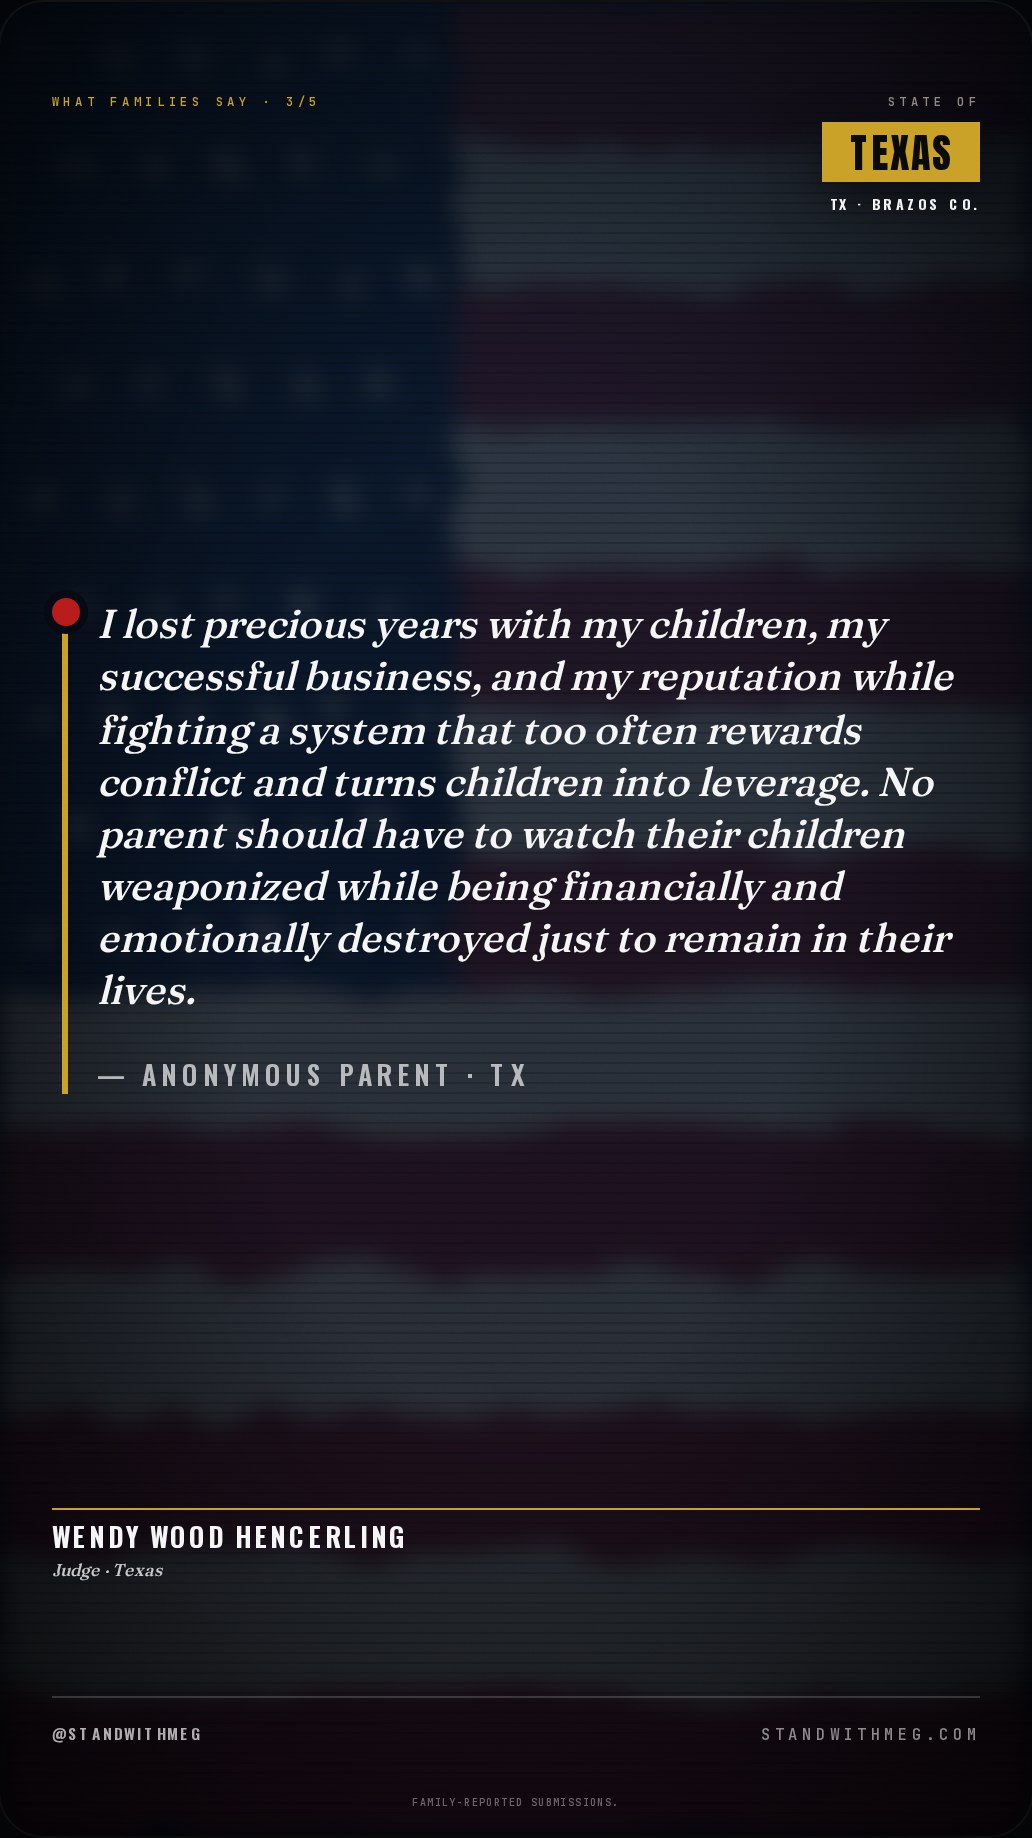 WHAT FAMILIES SAY · 3/5
STATE OF
TEXAS
TX · BRAZOS CO.
I lost precious years with my children, my
successful business, and my reputation while
fighting a system that too often rewards
conflict and turns children into leverage. No
parent should have to watch their children
weaponized while being financially and
emotionally destroyed just to remain in their
lives.
— ANONYMOUS PARENT · TX
WENDY WOOD HENCERLING
Judge · Texas
@STANDWITHMEG
STANDWITHMEG.COM
FAMILY-REPORTED SUBMISSIONS.